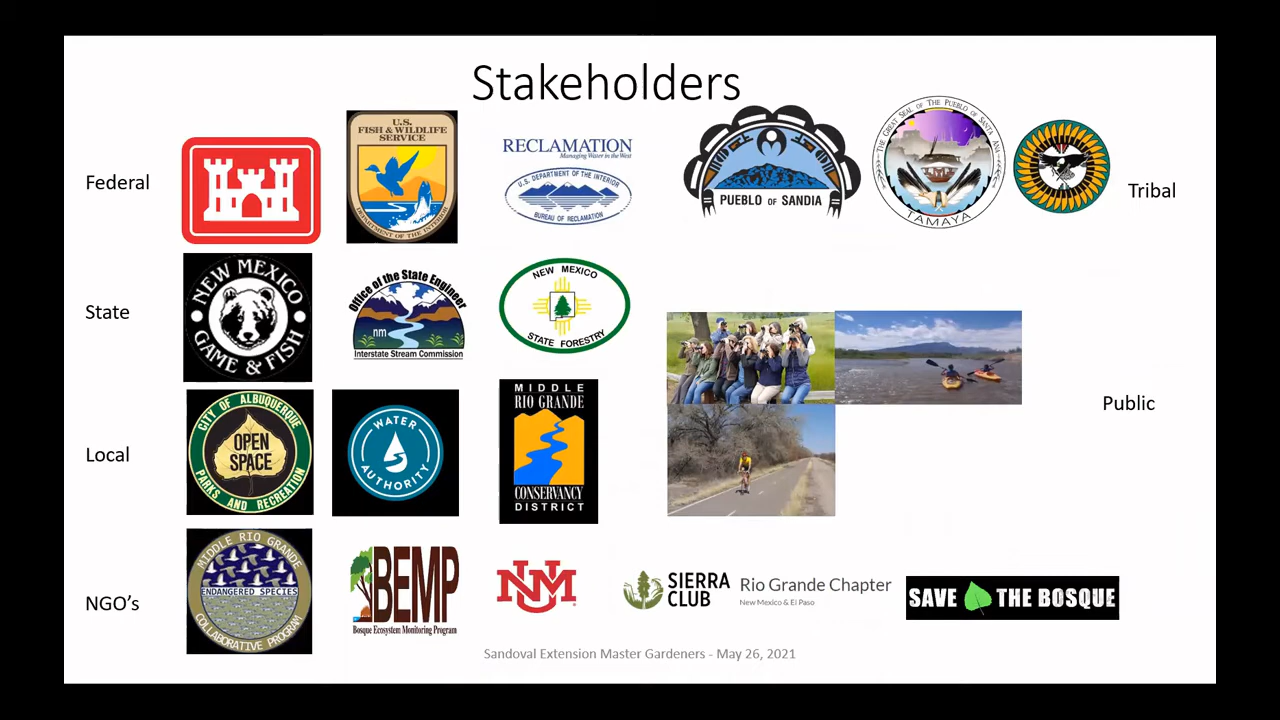 Stakeholders
Federal
U.S.
FISH & WILDLIFE
SERVICE
DEPARTMENT OF THE INTERIOR
RECLAMATION
Managing Water in the West
U.S. DEPARTMENT OF THE INTERIOR
BUREAU OF RECLAMATION
PUEBLO OF SANDIA
THE GREAT SEAL OF THE PUEBLO OF SANTA ANA
TAMAYA
Tribal
State
NEW MEXICO
GAME & FISH
Office of the State Engineer
nm
Interstate Stream Commission
NEW MEXICO
STATE FORESTRY
Public
Local
CITY OF ALBUQUERQUE
OPEN
SPACE
PARKS AND RECREATION
WATER
AUTHORITY
MIDDLE
RIO GRANDE
CONSERVANCY
DISTRICT
NGO's
MIDDLE RIO GRANDE
ENDANGERED SPECIES
COLLABORATIVE PROGRAM
BEMP
Bosque Ecosystem Monitoring Program
UNM
SIERRA
CLUB
Rio Grande Chapter
New Mexico & El Paso
SAVE THE BOSQUE
Sandoval Extension Master Gardeners - May 26, 2021